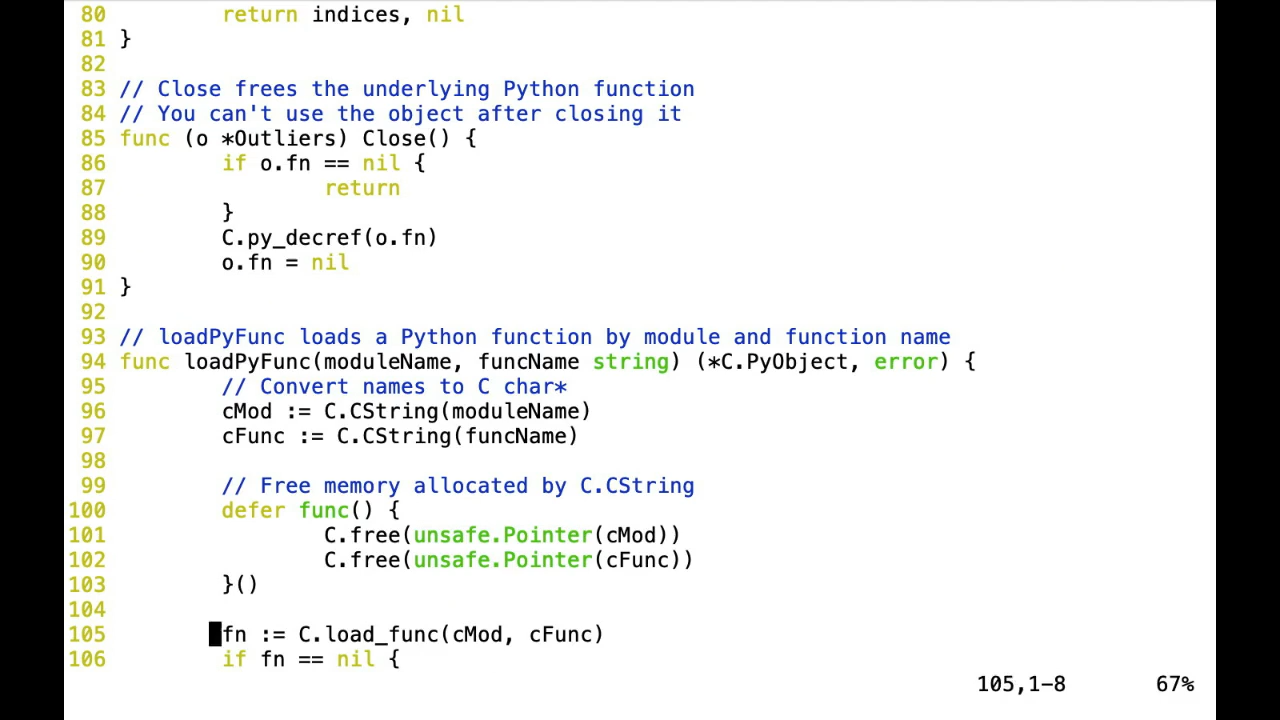 80         return indices, nil
81 }
82
83 // Close frees the underlying Python function
84 // You can't use the object after closing it
85 func (o *Outliers) Close() {
86         if o.fn == nil {
87                 return
88         }
89         C.py_decref(o.fn)
90         o.fn = nil
91 }
92
93 // loadPyFunc loads a Python function by module and function name
94 func loadPyFunc(moduleName, funcName string) (*C.PyObject, error) {
95         // Convert names to C char*
96         cMod := C.CString(moduleName)
97         cFunc := C.CString(funcName)
98
99         // Free memory allocated by C.CString
100         defer func() {
101                 C.free(unsafe.Pointer(cMod))
102                 C.free(unsafe.Pointer(cFunc))
103         }()
104
105         fn := C.load_func(cMod, cFunc)
106         if fn == nil {
105,1-8 67%